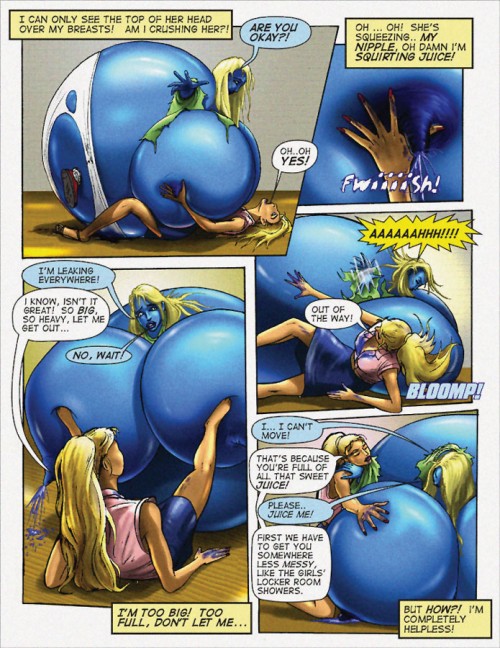 I CAN ONLY SEE THE TOP OF HER HEAD
OVER MY BREASTS! AM I CRUSHING HER?!
ARE YOU
OKAY?!
OH..OH
YES!
OH ... OH! SHE'S
SQUEEZING.. MY
NIPPLE, OH DAMN I'M
SQUIRTING JUICE!
FWiiiiSh!
I'M LEAKING
EVERYWHERE!
I KNOW, ISN'T IT
GREAT! SO BIG,
SO HEAVY, LET ME
GET OUT...
NO, WAIT!
I'M TOO BIG! TOO
FULL, DON'T LET ME...
AAAAAAHHH!!!!
OUT OF
THE WAY!
BLOOMP!
I... I CAN'T
MOVE!
THAT'S BECAUSE
YOU'RE FULL OF
ALL THAT SWEET
JUICE!
PLEASE..
JUICE ME!
FIRST WE HAVE
TO GET YOU
SOMEWHERE
LESS MESSY,
LIKE THE GIRLS'
LOCKER ROOM
SHOWERS.
BUT HOW?! I'M
COMPLETELY
HELPLESS!